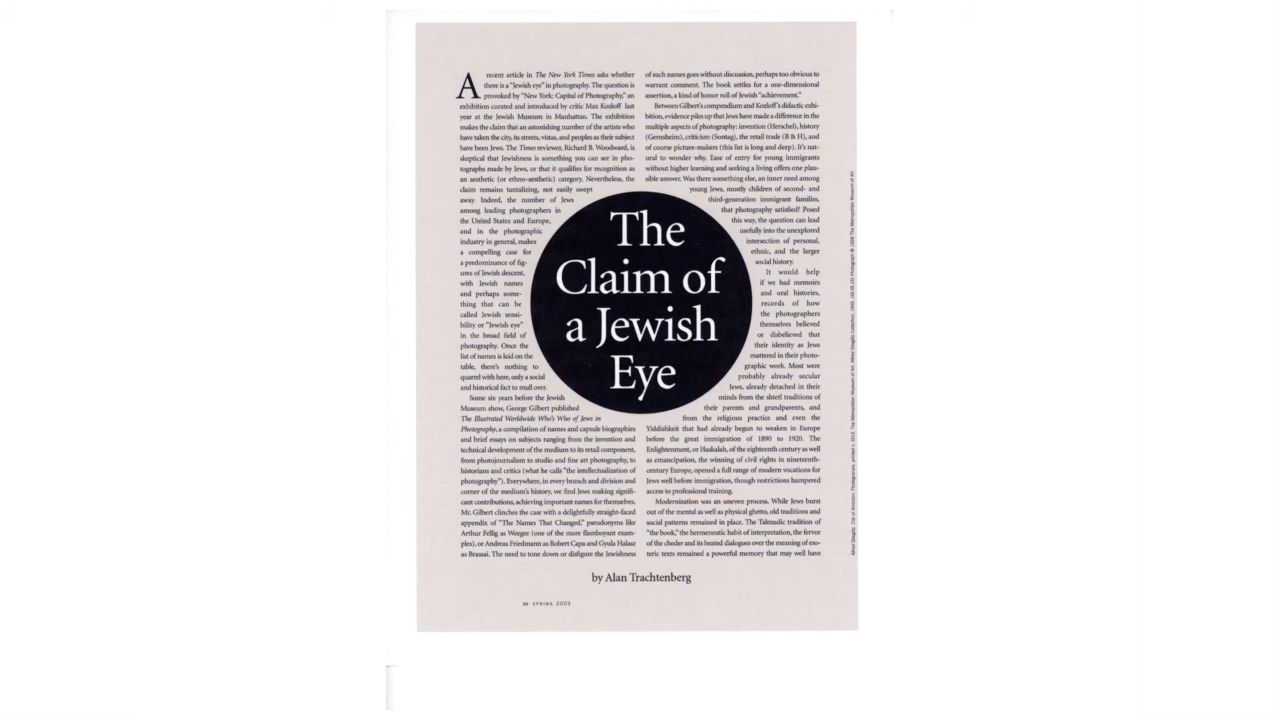 A recent article in The New York Times asks whether
there is a "Jewish eye" in photography. The question is
provoked by "New York: Capital of Photography," an
exhibition curated and introduced by critic Max Kozloff last
year at the Jewish Museum in Manhattan. The exhibition
makes the claim that an astonishing number of the artists who
have taken the city, its streets, vistas, and peoples as their subject
have been Jews. The Times reviewer, Richard B. Woodward, is
skeptical that Jewishness is something you can see in pho-
tographs made by Jews, or that it qualifies for recognition as
an aesthetic (or ethno-aesthetic) category. Nevertheless, the
claim remains tantalizing, not easily swept
away. Indeed, the number of Jews
among leading photographers in
the United States and Europe,
and in the photographic
industry in general, makes
a compelling case for
a predominance of fig-
ures of Jewish descent,
with Jewish names
and perhaps some-
thing that can be
called Jewish sensi-
bility or "Jewish eye"
in the broad field of
photography. Once the
list of names is laid on the
table, there's nothing to
quarrel with here, only a social
and historical fact to mull over.
Some six years before the Jewish
Museum show, George Gilbert published
The Illustrated Worldwide Who's Who of Jews in
Photography, a compilation of names and capsule biographies
and brief essays on subjects ranging from the invention and
technical development of the medium to its retail component,
from photojournalism to studio and fine art photography, to
historians and critics (what he calls "the intellectualization of
photography"). Everywhere, in every branch and division and
corner of the medium's history, we find Jews making signifi-
cant contributions, achieving important names for themselves.
Mr. Gilbert clinches the case with a delightfully straight-faced
appendix of "The Names That Changed," pseudonyms like
Arthur Fellig as Weegee (one of the more flamboyant exam-
ples), or Andreas Friedmann as Robert Capa and Gyula Halasz
as Brassai. The need to tone down or disfigure the Jewishness
of such names goes without discussion, perhaps too obvious to
warrant comment. The book settles for a one-dimensional
assertion, a kind of honor roll of Jewish "achievement."
Between Gilbert's compendium and Kozloff's didactic exhi-
bition, evidence piles up that Jews have made a difference in the
multiple aspects of photography: invention (Herschel), history
(Gernsheim), criticism (Sontag), the retail trade (B & H), and
of course picture-makers (this list is long and deep). It's nat-
ural to wonder why. Ease of entry for young immigrants
without higher learning and seeking a living offers one plau-
sible answer. Was there something else, an inner need among
young Jews, mostly children of second- and
third-generation immigrant families,
that photography satisfied? Posed
this way, the question can lead
usefully into the unexplored
intersection of personal,
ethnic, and the larger
social history.
It would help
if we had memoirs
and oral histories,
records of how
the photographers
themselves believed
or disbelieved that
their identity as Jews
mattered in their photo-
graphic work. Most were
probably already secular
Jews, already detached in their
minds from the shtetl traditions of
their parents and grandparents, and
from the religious practice and even the
Yiddishkeit that had already begun to weaken in Europe
before the great immigration of 1890 to 1920. The
Enlightenment, or Haskalah, of the eighteenth century as well
as emancipation, the winning of civil rights in nineteenth-
century Europe, opened a full range of modern vocations for
Jews well before immigration, though restrictions hampered
access to professional training.
Modernization was an uneven process. While Jews burst
out of the mental as well as physical ghetto, old traditions and
social patterns remained in place. The Talmudic tradition of
"the book," the hermeneutic habit of interpretation, the fervor
of the cheder and its heated dialogues over the meaning of eso-
teric texts remained a powerful memory that may well have
The
Claim of
a Jewish
Eye
by Alan Trachtenberg
20 SPRING 2003